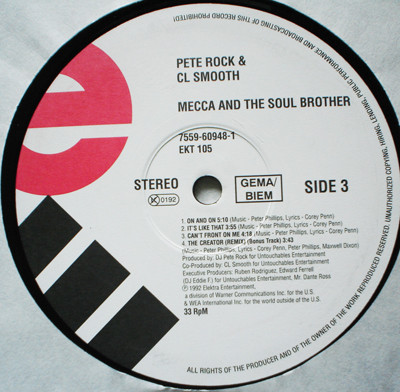 PETE ROCK &
CL SMOOTH
MECCA AND THE SOUL BROTHER
7559-60948-1
EKT 105
STEREO
0192
GEMA/
BIEM
SIDE 3
1. ON AND ON 5:10 (Music - Peter Phillips, Lyrics - Corey Penn)
2. IT'S LIKE THAT 3:55 (Music - Peter Phillips, Lyrics - Corey Penn)
3. CAN'T FRONT ON ME 4:18 (Music - Peter Phillips, Lyrics - Corey Penn)
4. THE CREATOR (REMIX) (Bonus Track) 3:43
(Music - Peter Phillips, Lyrics - Corey Penn, Peter Phillips, Maxwell Dixon)
Produced by: DJ Pete Rock for Untouchables Entertainment
Co-Produced by: CL Smooth for Untouchables Entertainment
Executive Producers: Ruben Rodriguez, Edward Ferrell
(DJ Eddie F.) for Untouchables Ent., Mr. Dante Ross
℗ 1992 Elektra Entertainment,
a division of Warner Communications Inc. for the U.S.
& WEA International Inc. for the world outside of the U.S.
33 RpM
ALL RIGHTS OF THE PRODUCER AND OF THE OWNER OF THE WORK REPRODUCED RESERVED. UNAUTHORIZED COPYING, HIRING, LENDING, PUBLIC PERFORMANCE AND BROADCASTING OF THIS RECORD PROHIBITED!